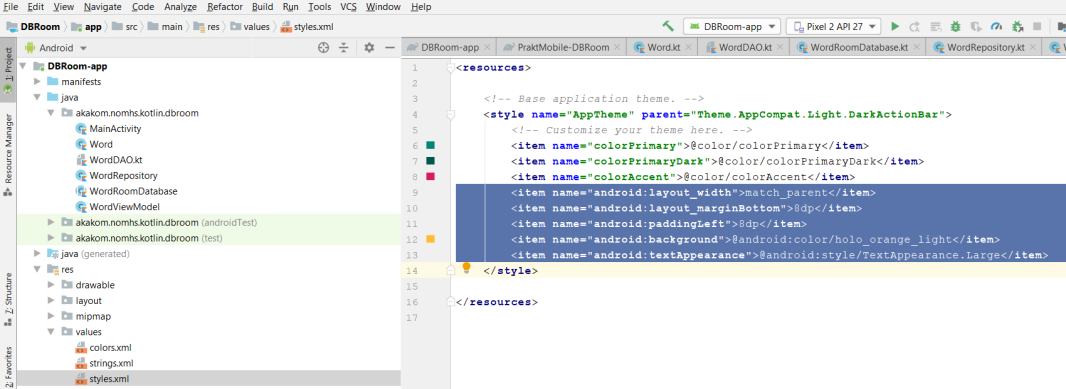 File Edit View Navigate Code Analyze Refactor Build Run Tools VCS Window Help
DBRoom app src main res values styles.xml DBRoom-app Pixel 2 API 27
Android DBRoom-app PraktMobile-DBRoom Word.kt WordDAO.kt WordRoomDatabase.kt WordRepository.kt
1: Project
Resource Manager
Z: Structure
2: Favorites
DBRoom-app
manifests
java
akakom.nomhs.kotlin.dbroom
MainActivity
Word
WordDAO.kt
WordRepository
WordRoomDatabase
WordViewModel
akakom.nomhs.kotlin.dbroom (androidTest)
akakom.nomhs.kotlin.dbroom (test)
java (generated)
res
drawable
layout
mipmap
values
colors.xml
strings.xml
styles.xml
1 <resources>
2
3 <!-- Base application theme. -->
4 <style name="AppTheme" parent="Theme.AppCompat.Light.DarkActionBar">
5 <!-- Customize your theme here. -->
6 <item name="colorPrimary">@color/colorPrimary</item>
7 <item name="colorPrimaryDark">@color/colorPrimaryDark</item>
8 <item name="colorAccent">@color/colorAccent</item>
9 <item name="android:layout_width">match_parent</item>
10 <item name="android:layout_marginBottom">8dp</item>
11 <item name="android:paddingLeft">8dp</item>
12 <item name="android:background">@android:color/holo_orange_light</item>
13 <item name="android:textAppearance">@android:style/TextAppearance.Large</item>
14 </style>
15
16 </resources>
17